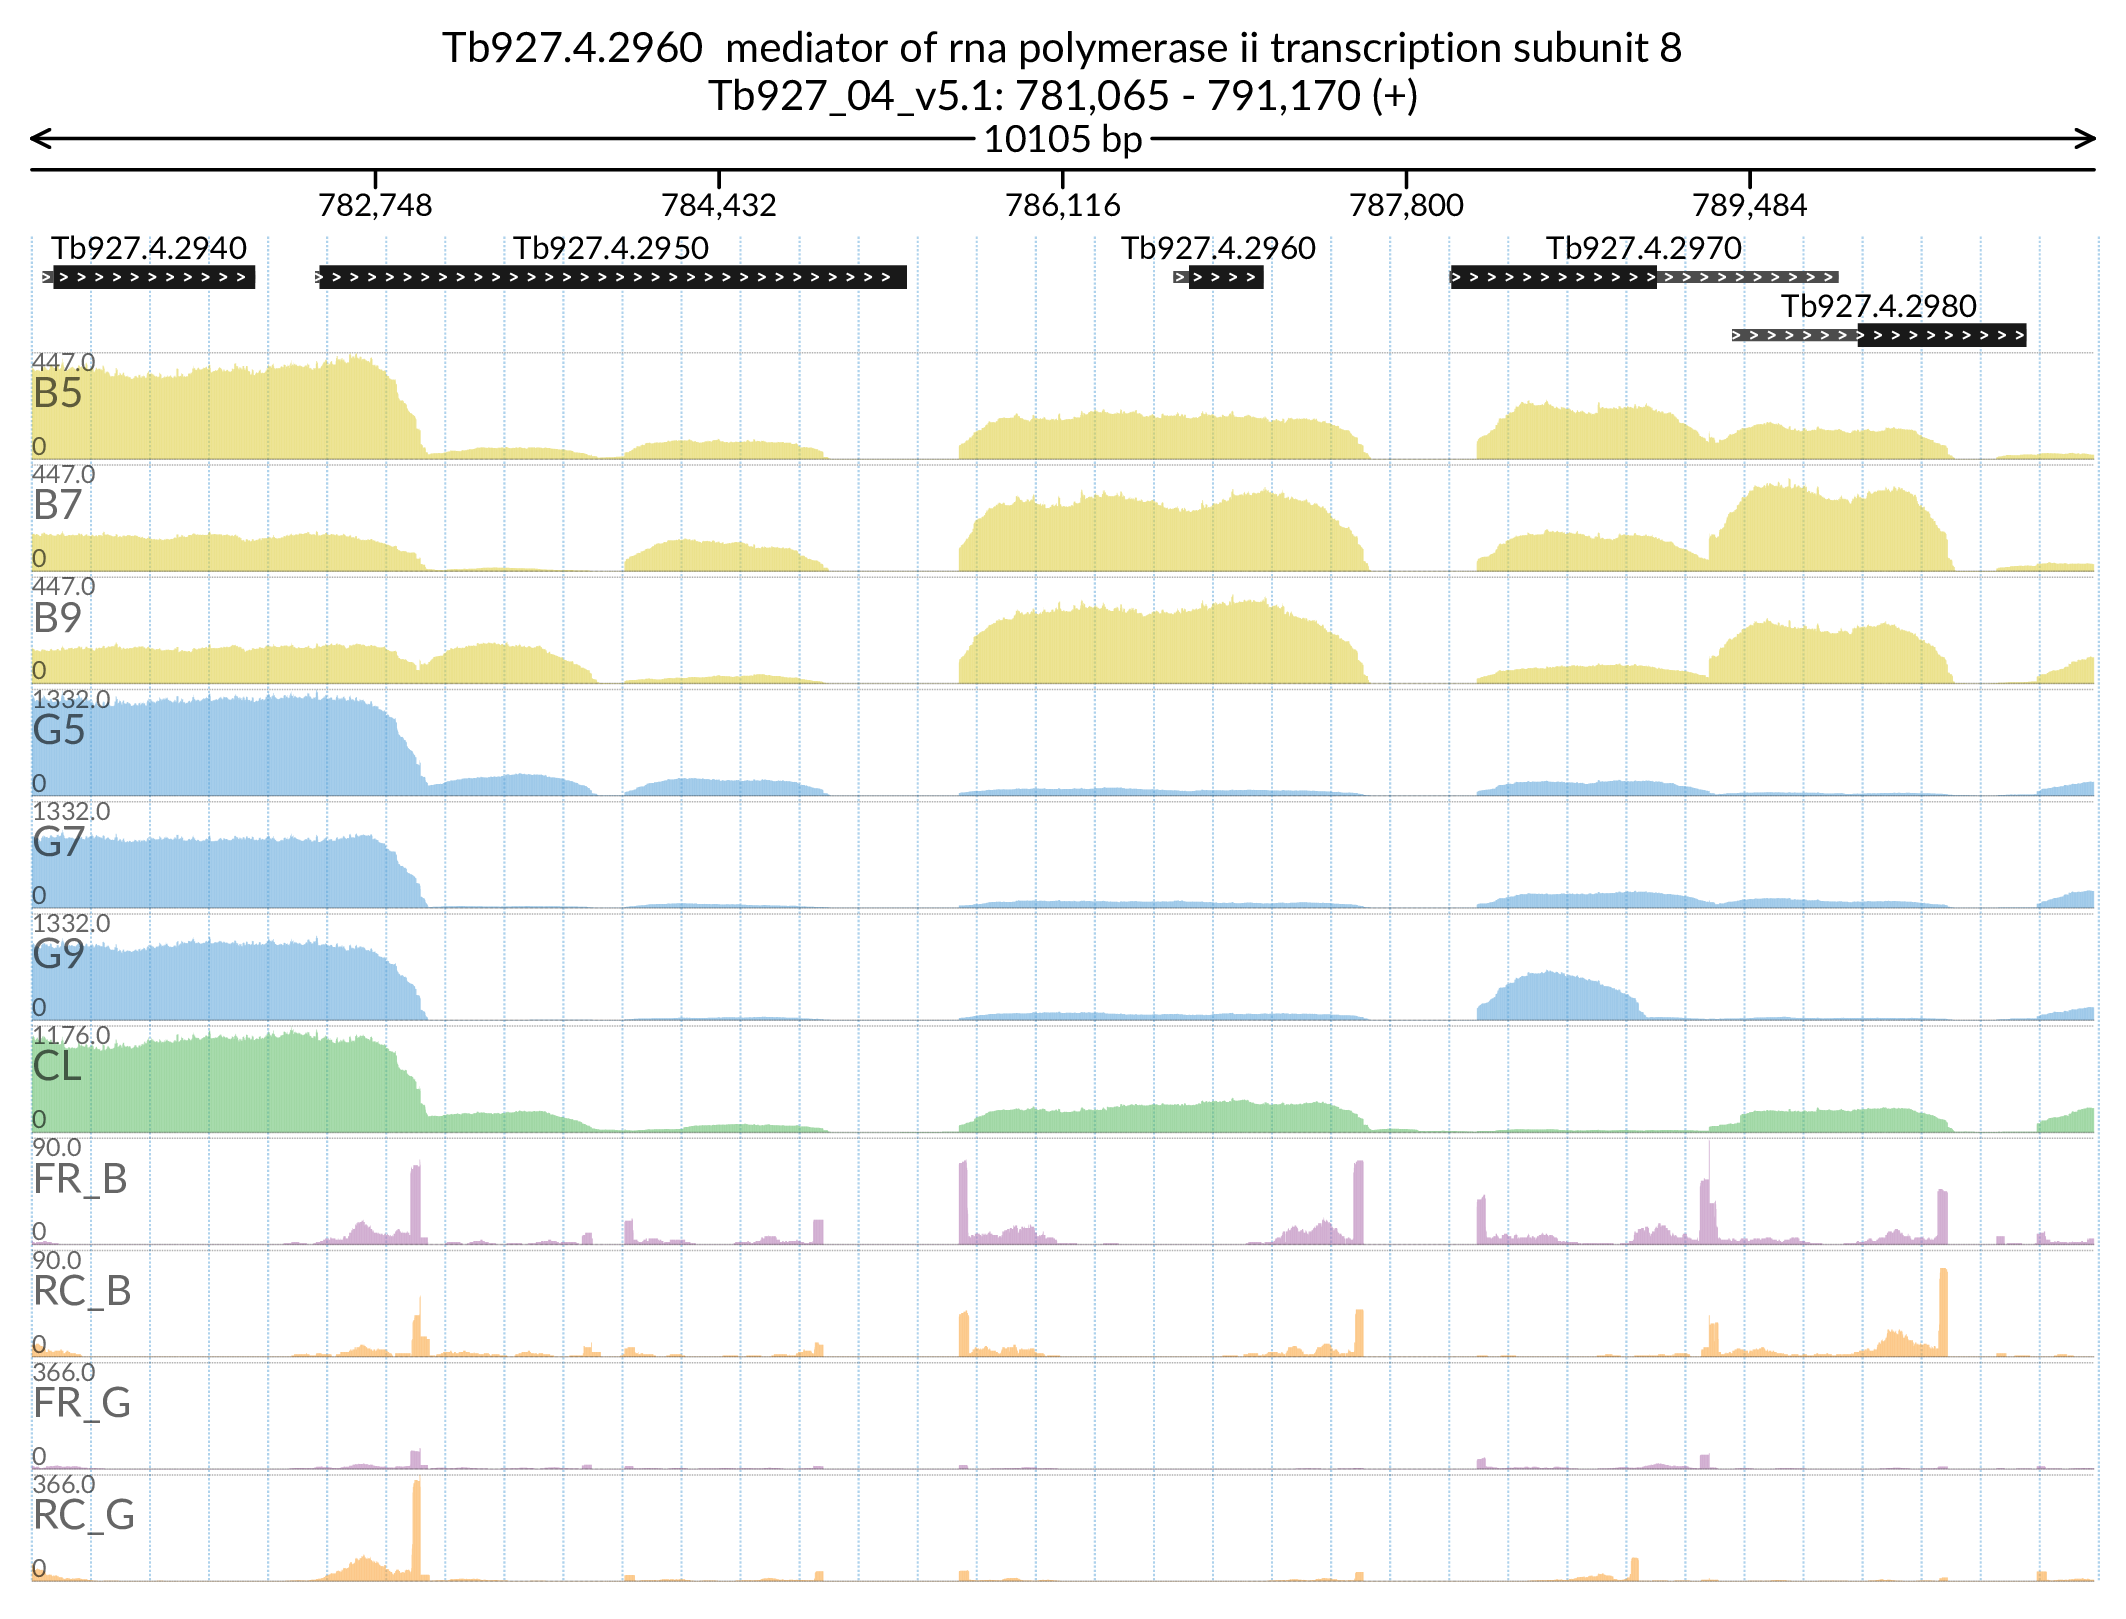 Tb927.4.2960 mediator of rna polymerase ii transcription subunit 8
Tb927_04_v5.1: 781,065 - 791,170 (+)
10105 bp
782,748 784,432 786,116 787,800 789,484
Tb927.4.2940 Tb927.4.2950 Tb927.4.2960 Tb927.4.2970
Tb927.4.2980
447.0
B5
0
447.0
B7
0
447.0
B9
0
1332.0
G5
0
1332.0
G7
0
1332.0
G9
0
1176.0
CL
0
90.0
FR_B
0
90.0
RC_B
0
366.0
FR_G
0
366.0
RC_G
0